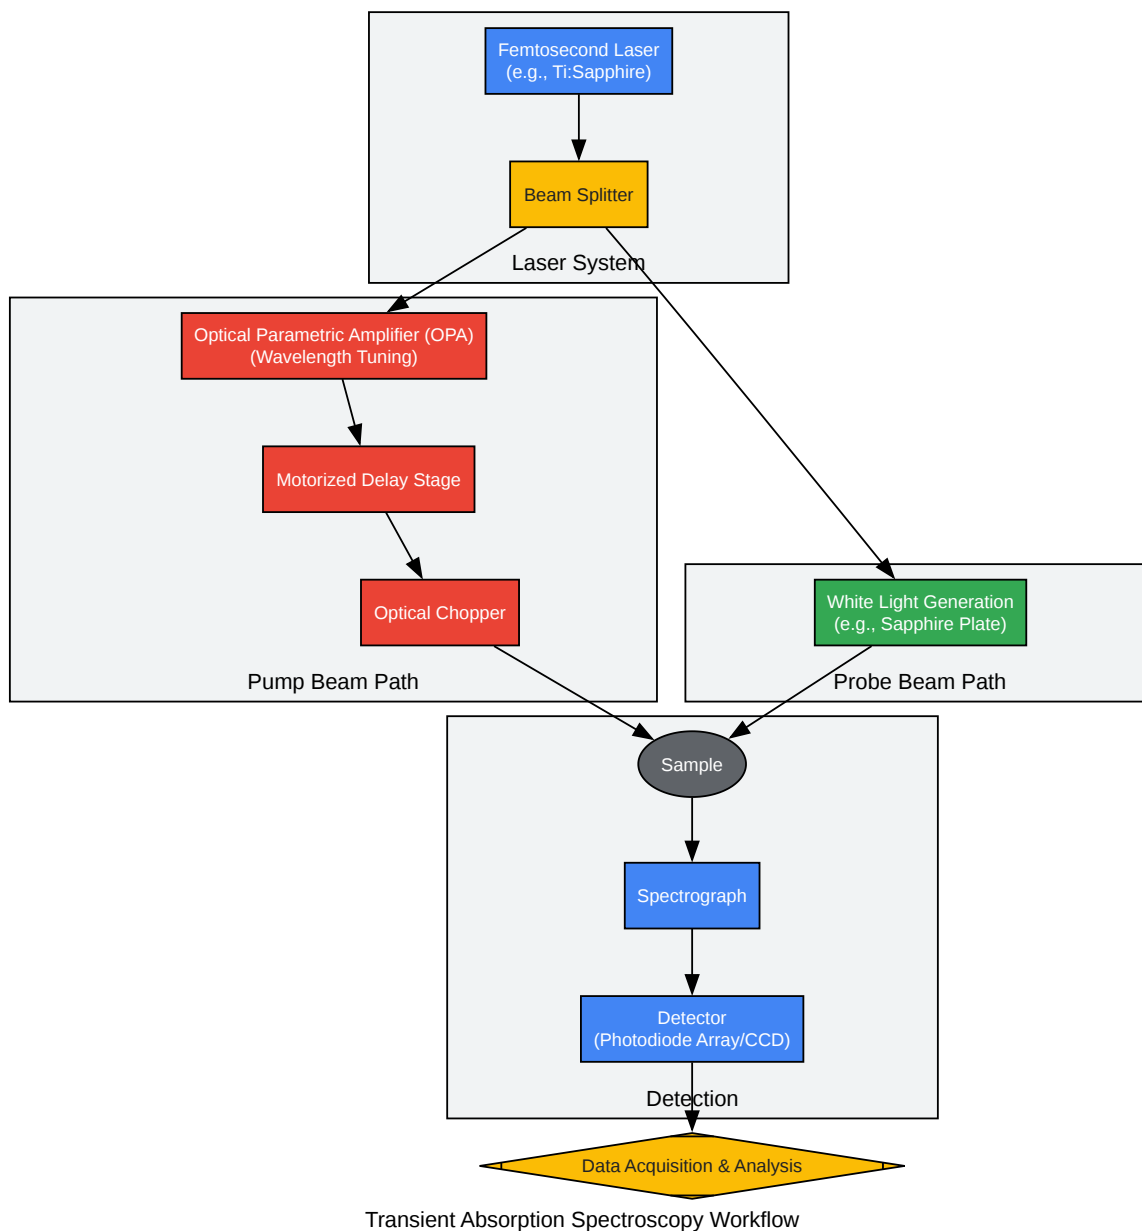 Femtosecond Laser
(e.g., Ti:Sapphire)
Beam Splitter
Laser System
Optical Parametric Amplifier (OPA)
(Wavelength Tuning)
Motorized Delay Stage
Optical Chopper
Pump Beam Path
White Light Generation
(e.g., Sapphire Plate)
Probe Beam Path
Sample
Spectrograph
Detector
(Photodiode Array/CCD)
Detection
Data Acquisition & Analysis
Transient Absorption Spectroscopy Workflow